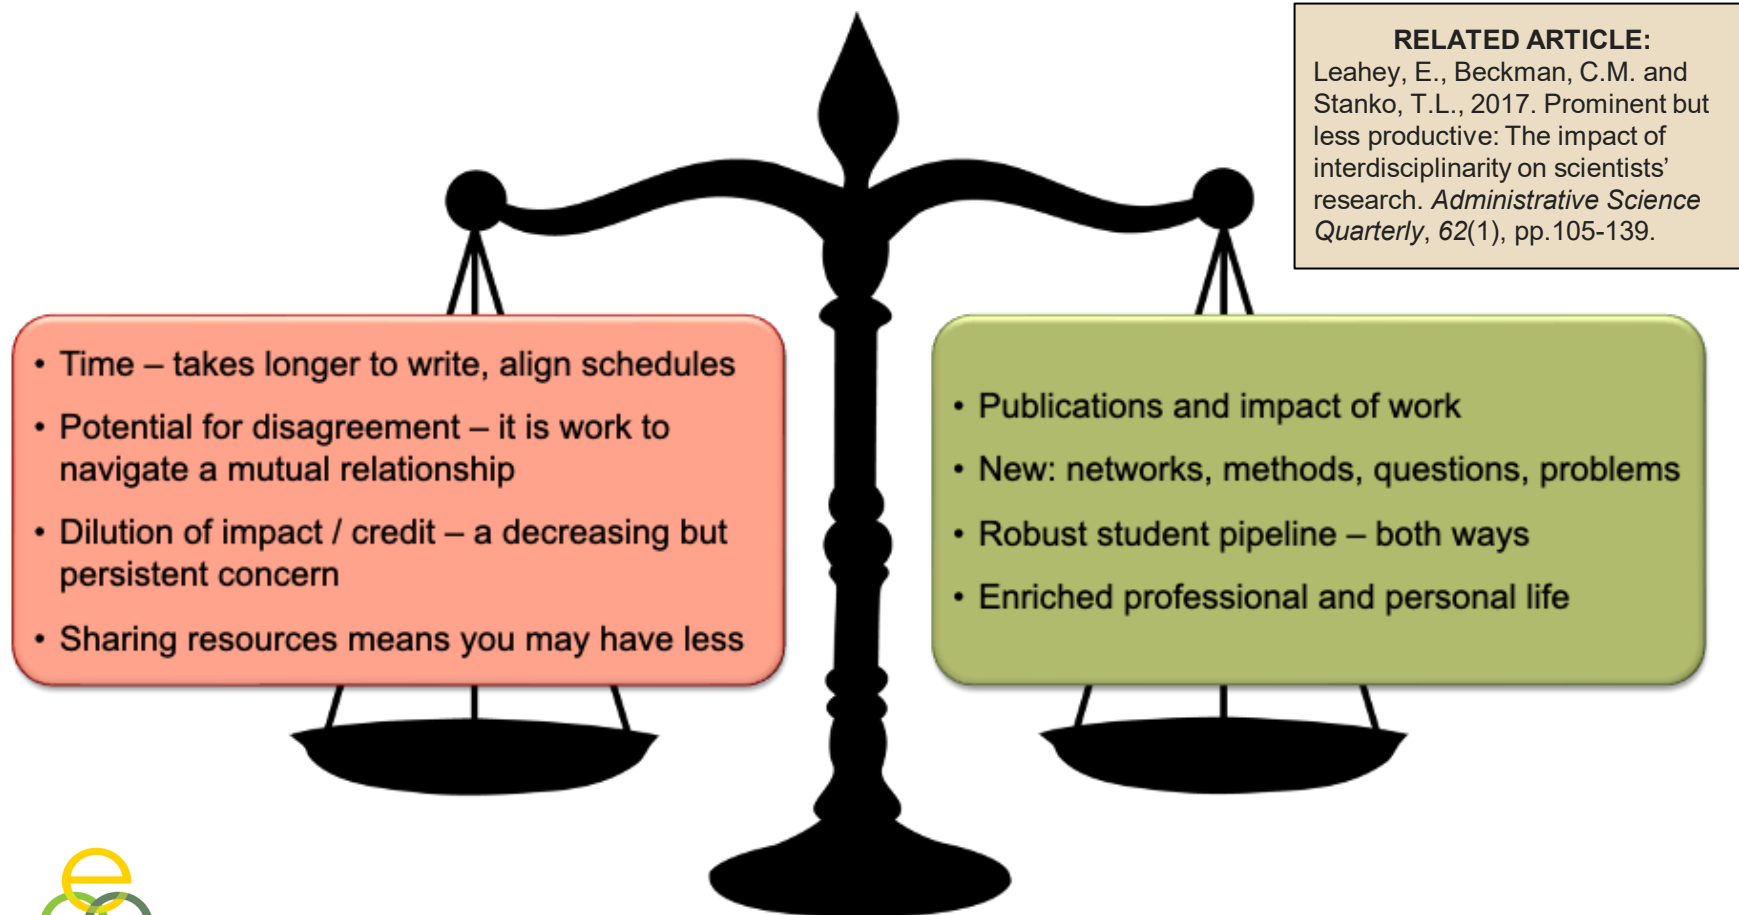 RELATED ARTICLE:
Leahey, E., Beckman, C.M. and
Stanko, T.L., 2017. Prominent but
less productive: The impact of
interdisciplinarity on scientists’
research. Administrative Science
Quarterly, 62(1), pp.105-139.
• Time – takes longer to write, align schedules
• Potential for disagreement – it is work to
navigate a mutual relationship
• Dilution of impact / credit – a decreasing but
persistent concern
• Sharing resources means you may have less
• Publications and impact of work
• New: networks, methods, questions, problems
• Robust student pipeline – both ways
• Enriched professional and personal life
e